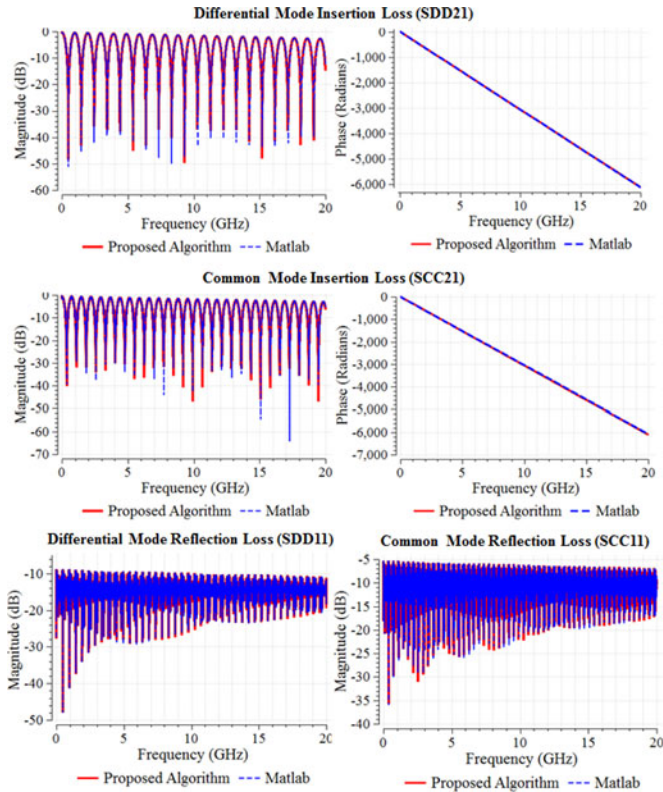 Differential Mode Insertion Loss (SDD21)
Magnitude (dB)
0
-10
-20
-30
-40
-50
-60
0 5 10 15 20
Frequency (GHz)
Proposed Algorithm Matlab
Phase (Radians)
0
-1,000
-2,000
-3,000
-4,000
-5,000
-6,000
0 5 10 15 20
Frequency (GHz)
Proposed Algorithm Matlab
Common Mode Insertion Loss (SCC21)
Magnitude (dB)
0
-10
-20
-30
-40
-50
-60
-70
0 5 10 15 20
Frequency (GHz)
Proposed Algorithm Matlab
Phase (Radians)
0
-1,000
-2,000
-3,000
-4,000
-5,000
-6,000
-7,000
0 5 10 15 20
Frequency (GHz)
Proposed Algorithm Matlab
Differential Mode Reflection Loss (SDD11)
Magnitude (dB)
-10
-20
-30
-40
-50
0 5 10 15 20
Frequency (GHz)
Proposed Algorithm Matlab
Common Mode Reflection Loss (SCC11)
Magnitude (dB)
-5
-10
-15
-20
-25
-30
-35
-40
0 5 10 15 20
Frequency (GHz)
Proposed Algorithm Matlab